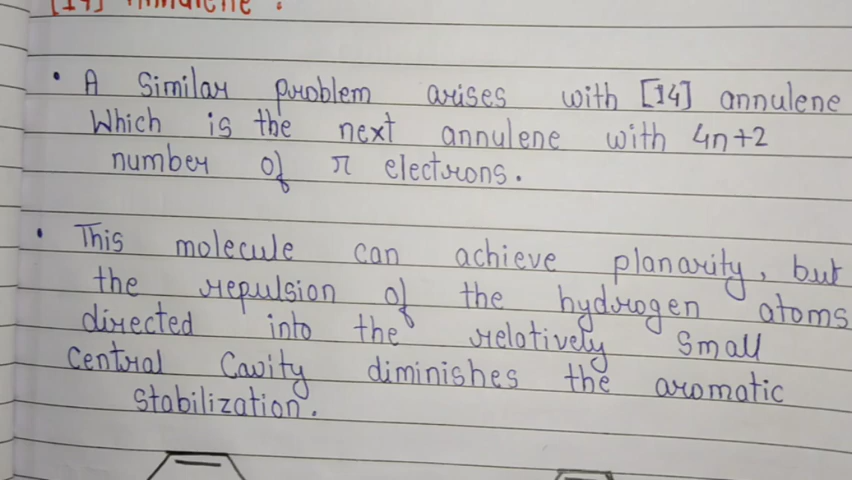 [14] Annulene :
• A Similar problem arises with [14] annulene
Which is the next annulene with 4n+2
number of π electrons.
• This molecule can achieve planarity, but
the repulsion of the hydrogen atoms
directed into the relatively small
central Cavity diminishes the aromatic
stabilization.